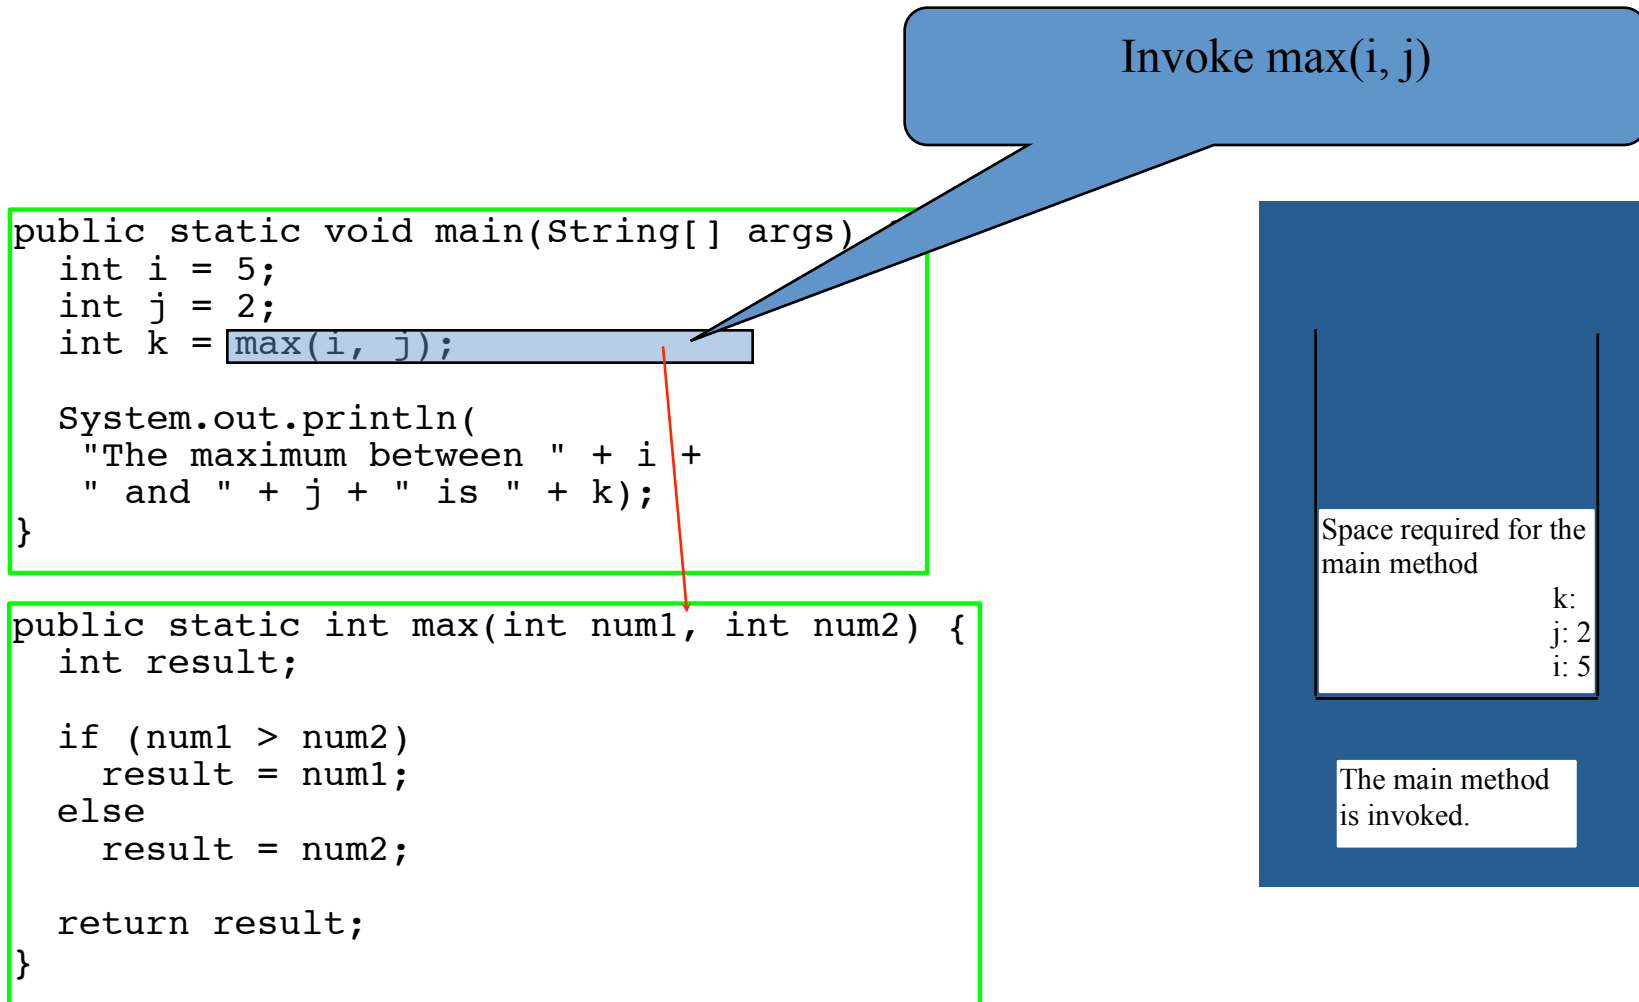 Invoke max(i, j)
public static void main(String[] args)
int i = 5;
int j = 2;
int k = max(i, j);
System.out.println(
"The maximum between " + i +
" and " + j + " is " + k);
}
public static int max(int num1, int num2) {
int result;
if (num1 > num2)
result = num1;
else
result = num2;
return result;
}
Space required for the
main method
k:
j: 2
i: 5
The main method
is invoked.